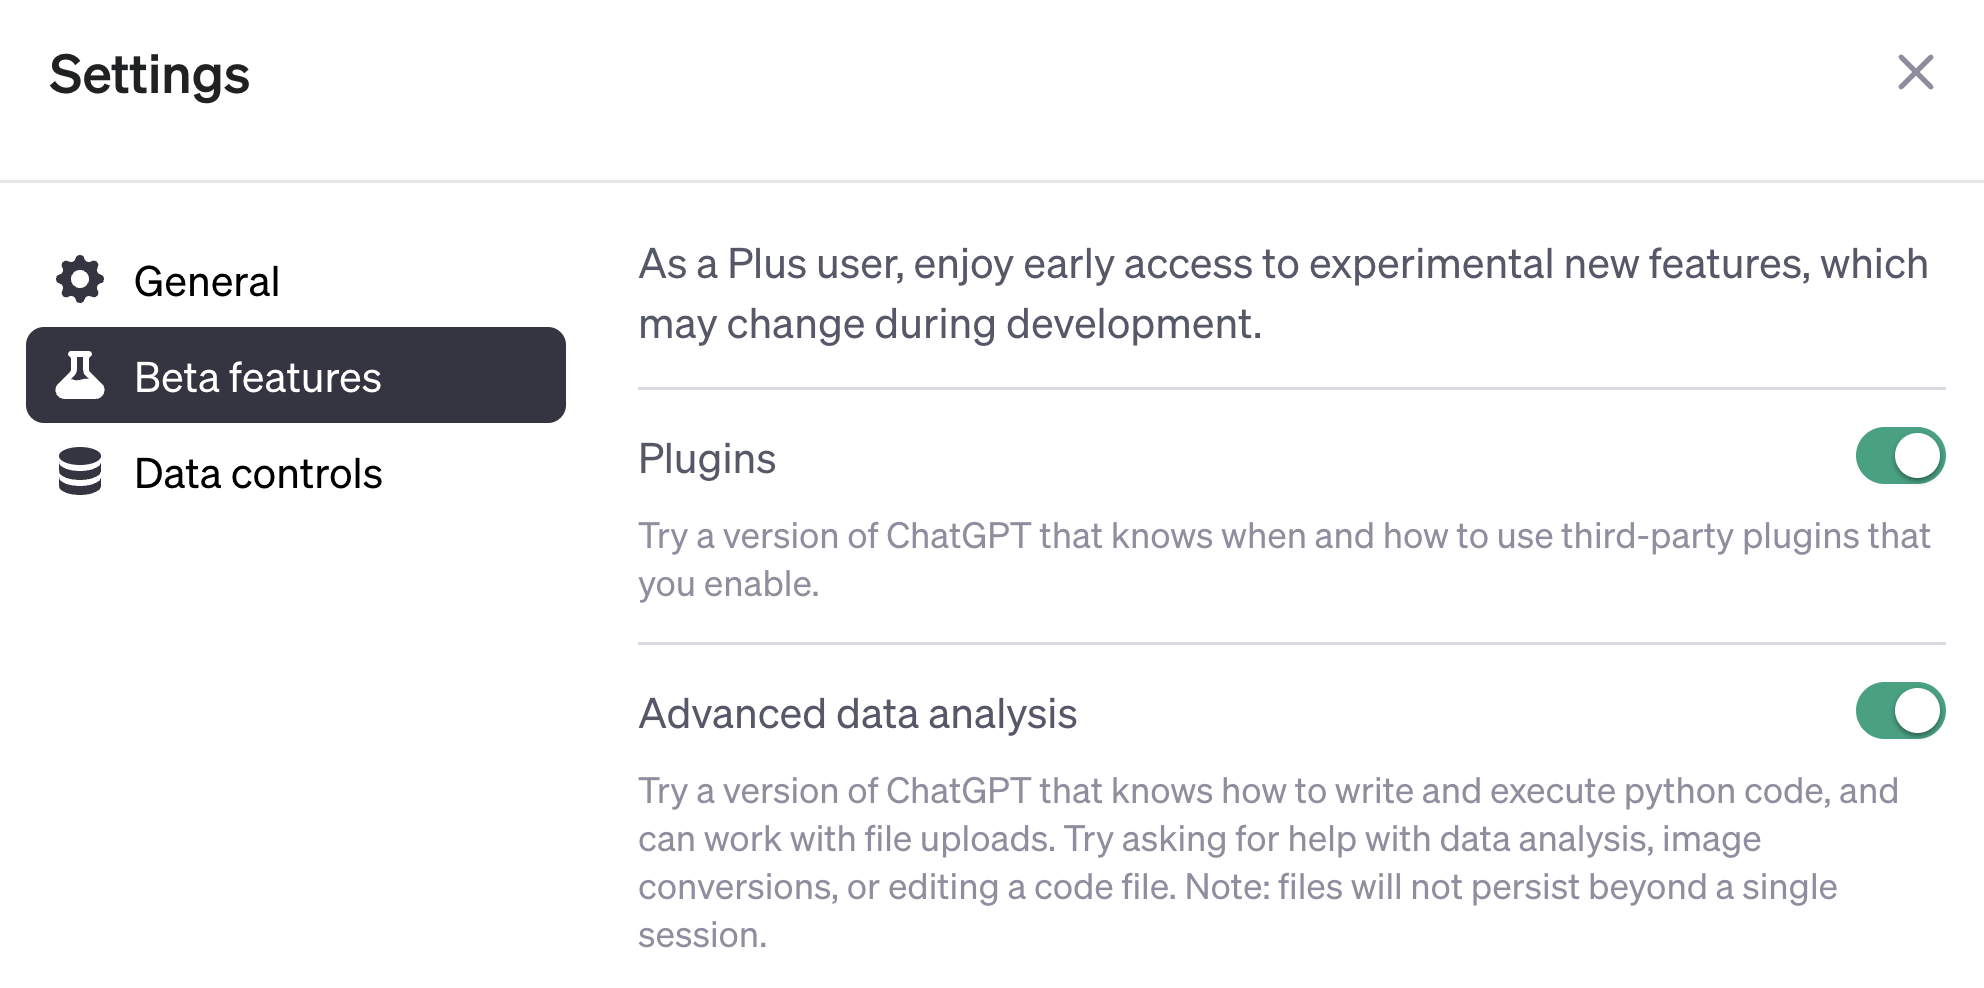 Settings
General
Beta features
Data controls
As a Plus user, enjoy early access to experimental new features, which
may change during development.
Plugins
Try a version of ChatGPT that knows when and how to use third-party plugins that
you enable.
Advanced data analysis
Try a version of ChatGPT that knows how to write and execute python code, and
can work with file uploads. Try asking for help with data analysis, image
conversions, or editing a code file. Note: files will not persist beyond a single
session.